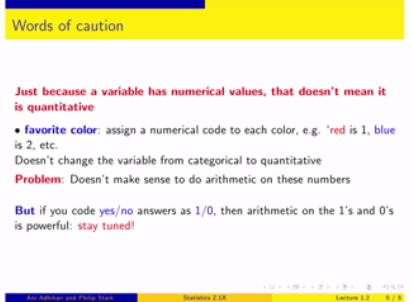 Words of caution
Just because a variable has numerical values, that doesn't mean it
is quantitative
• favorite color: assign a numerical code to each color, e.g. 'red is 1, blue
is 2, etc.
Doesn't change the variable from categorical to quantitative
Problem: Doesn't make sense to do arithmetic on these numbers
But if you code yes/no answers as 1/0, then arithmetic on the 1's and 0's
is powerful: stay tuned!
Ani Adhikari and Philip Stark Statistics 2.1X Lecture 1.2 5 / 5